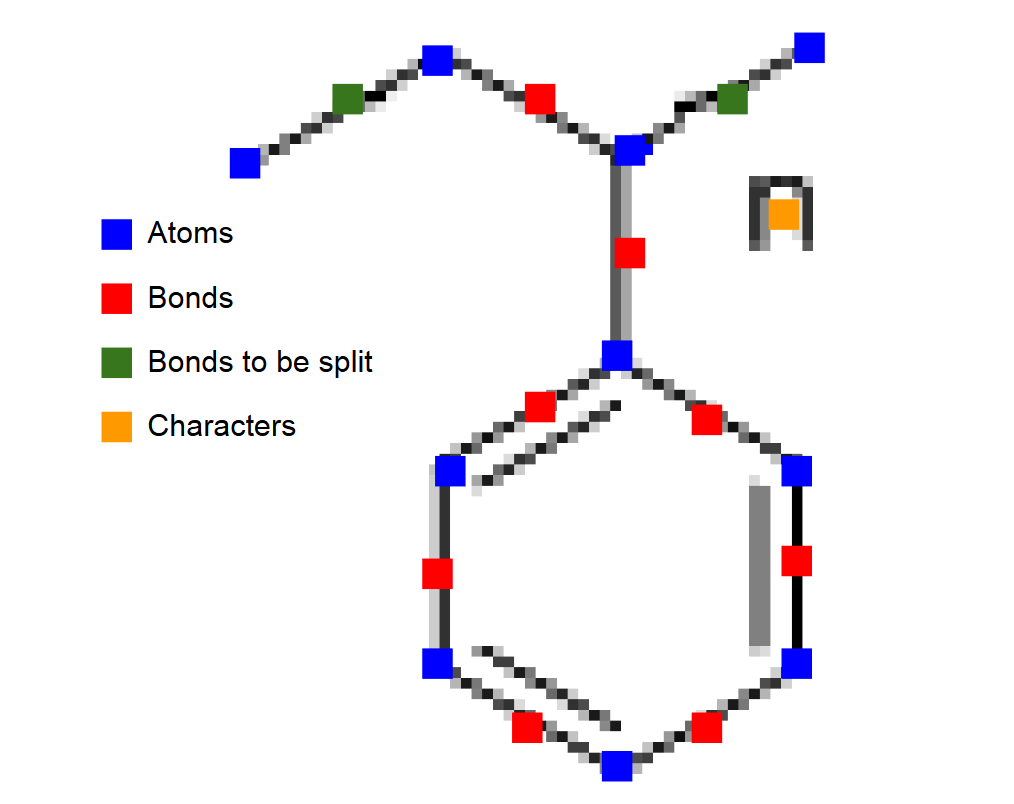 Atoms
Bonds
Bonds to be split
Characters